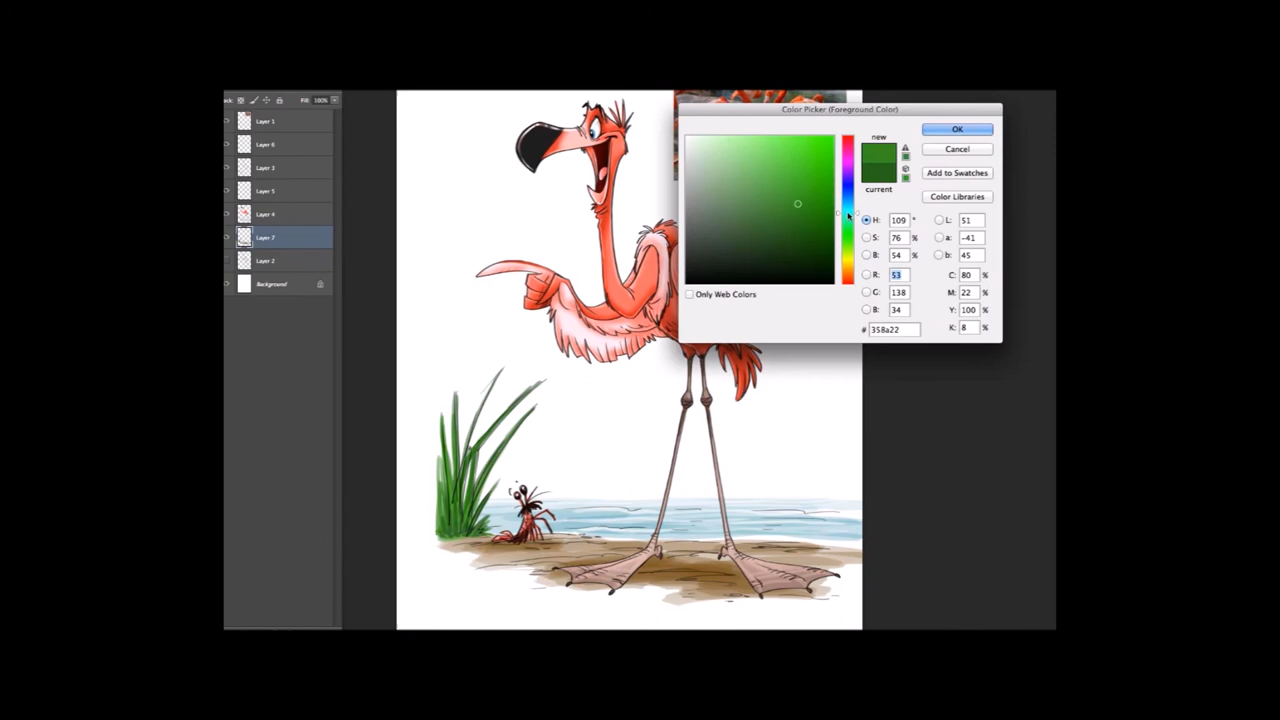 Fill: 100%
Layer 1
Layer 6
Layer 3
Layer 5
Layer 4
Layer 7
Layer 2
Background
Color Picker (Foreground Color)
new
current
OK
Cancel
Add to Swatches
Color Libraries
H: 109 ° L: 51
S: 76 % a: -41
B: 54 % b: 45
R: 53 C: 80 %
G: 138 M: 22 %
B: 34 Y: 100 %
# 358a22 K: 8 %
Only Web Colors